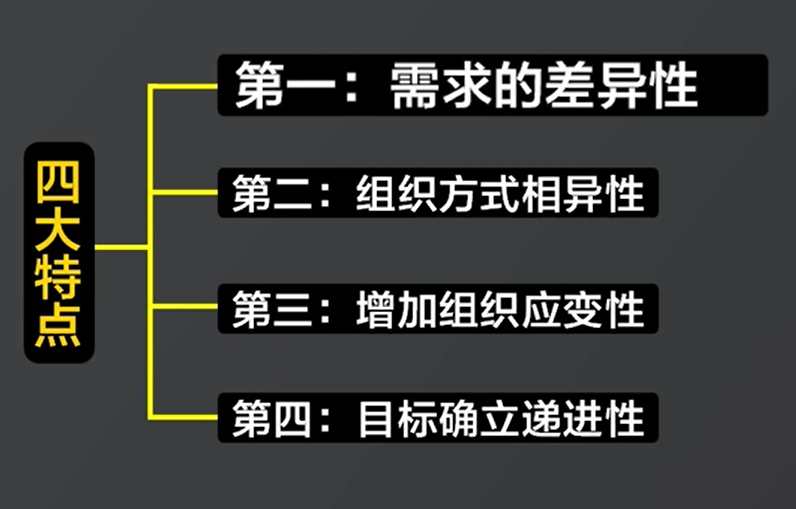 四大特点
第一：需求的差异性
第二：组织方式相异性
第三：增加组织应变性
第四：目标确立递进性